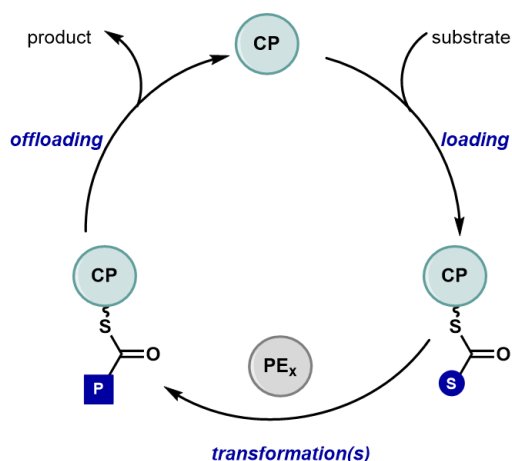 product
CP
substrate
offloading
loading
CP
CP
S
S
O
O
PEx
P
S
transformation(s)